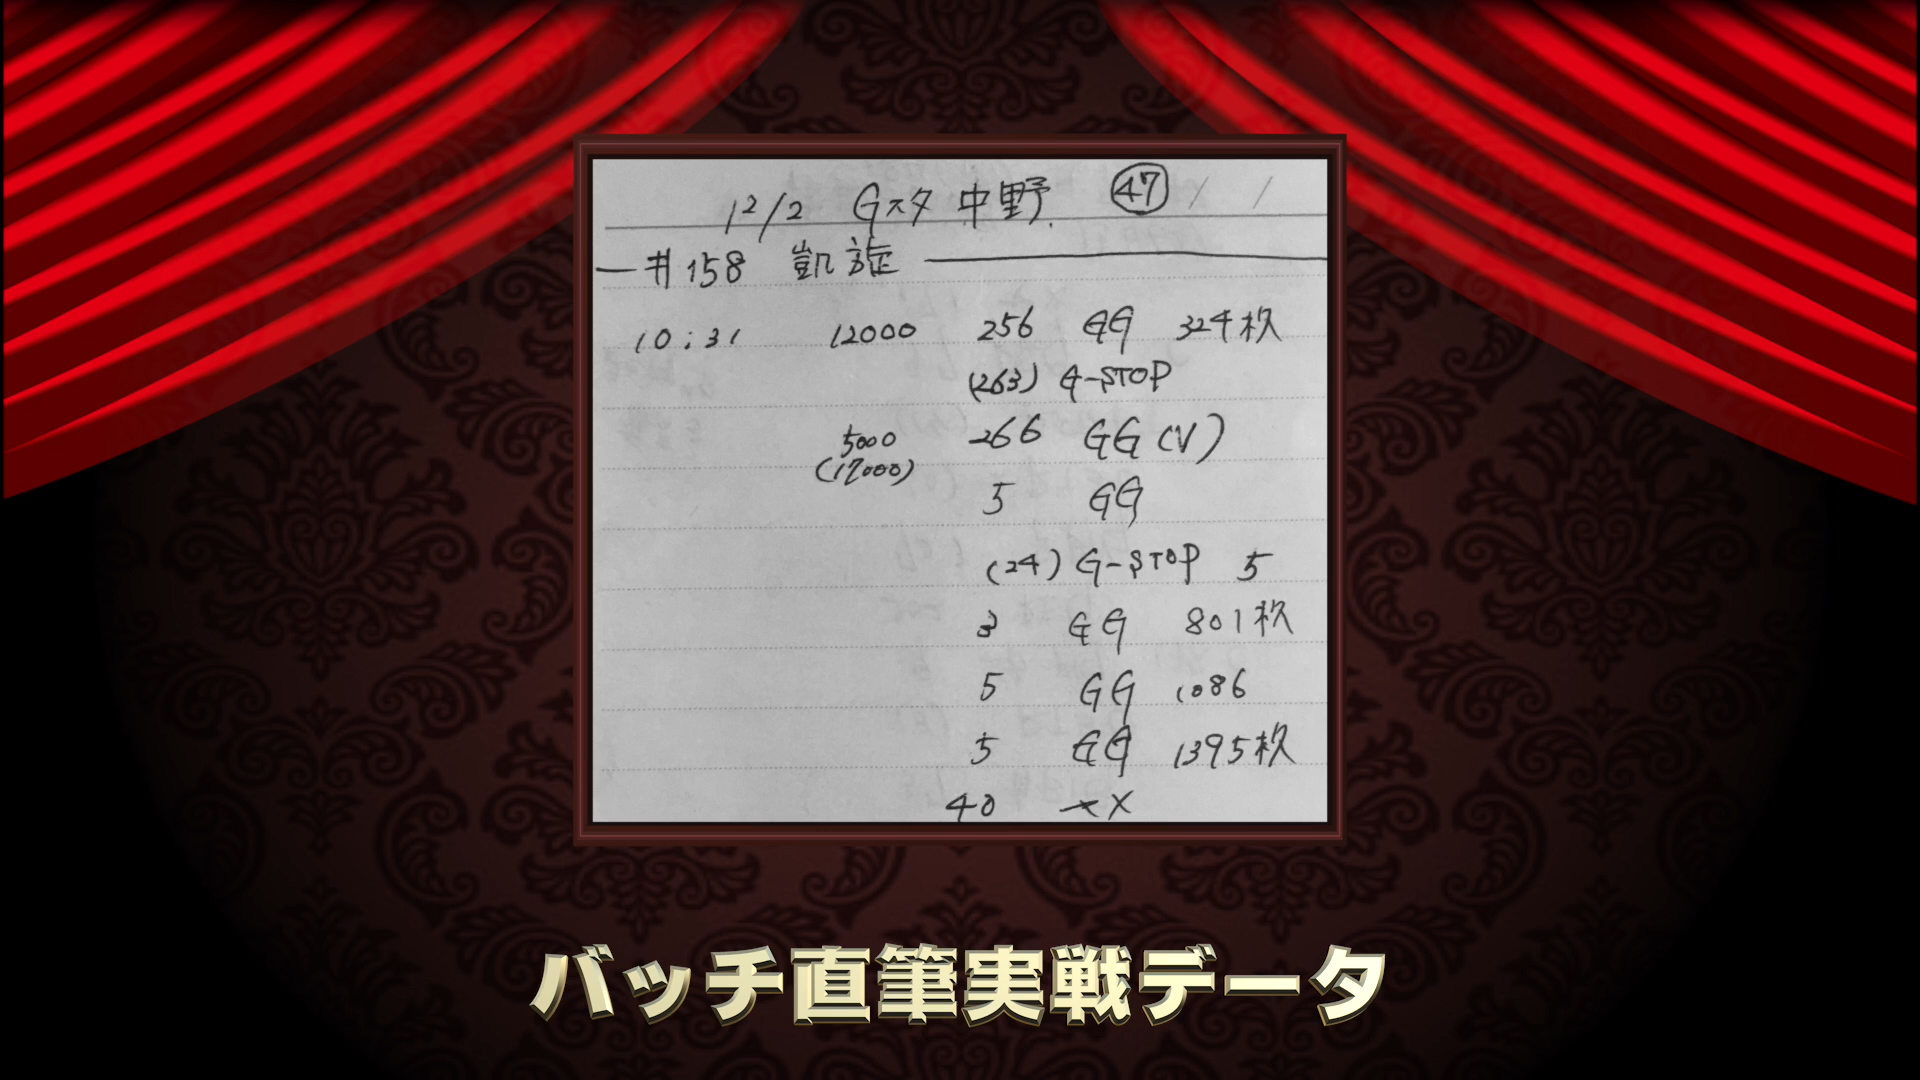 12/2 Gスタ 中野. ㊼
#158 凱旋
10:31 12000 256 GG 324枚
(263) G-STOP
5000 266 GG (V)
(17000)
5 GG
(24) G-STOP 5
3 GG 801枚
5 GG 1086
5 GG 1395枚
40
バッチ直筆実戦データ